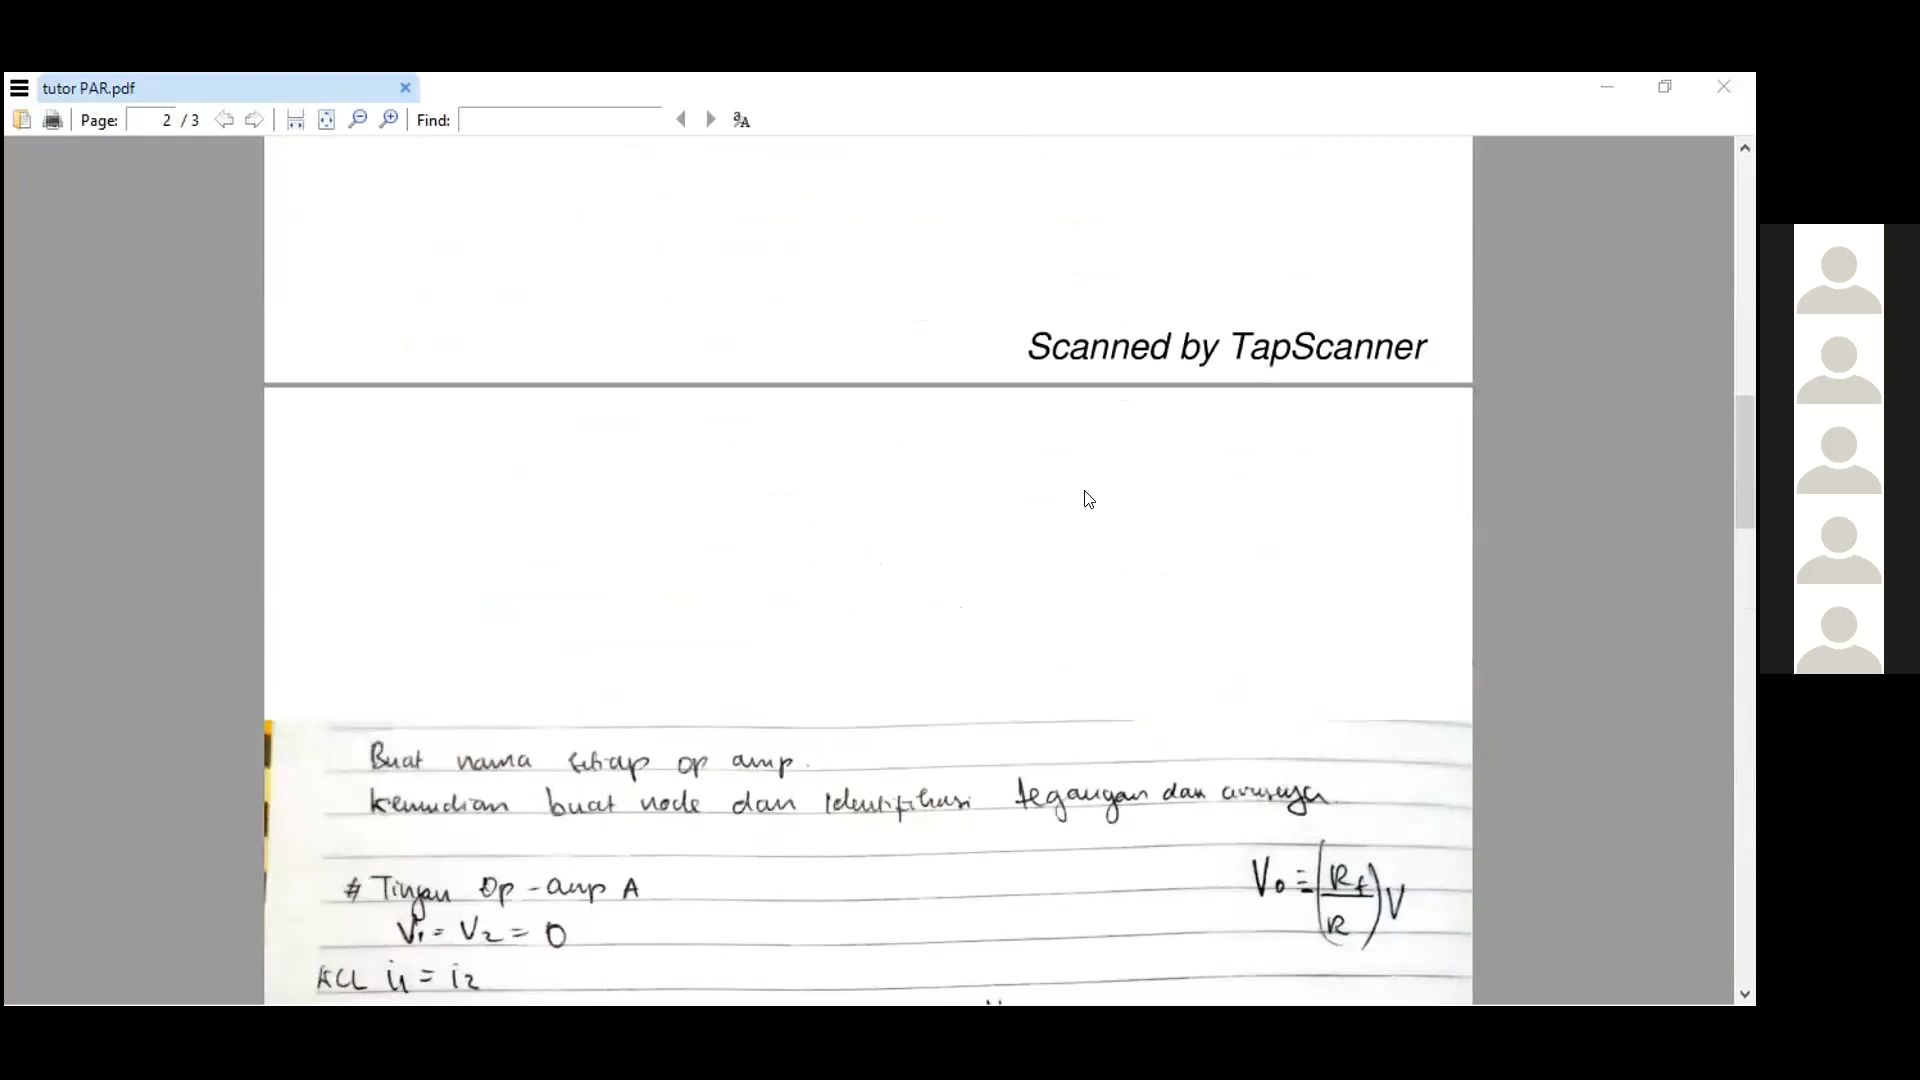 tutor PAR.pdf
Page: 2 / 3 Find:
Scanned by TapScanner
Buat nama setiap op amp.
kemudian buat node dan identifikasi tegangan dan arusnya.
# Tinjau Op-amp A
V₁ = V₂ = 0
KCL i₁ = i₂
V₀ = (Rf/R) V